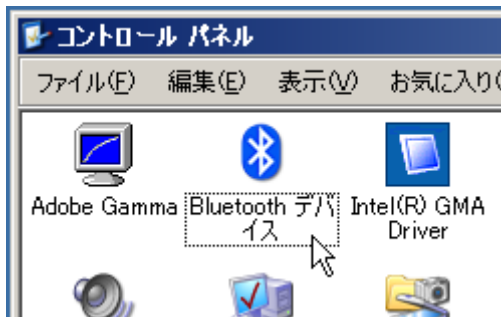 コントロール パネル
ファイル(F) 編集(E) 表示(V) お気に入り(
Adobe Gamma Bluetooth デバイス Intel(R) GMA Driver